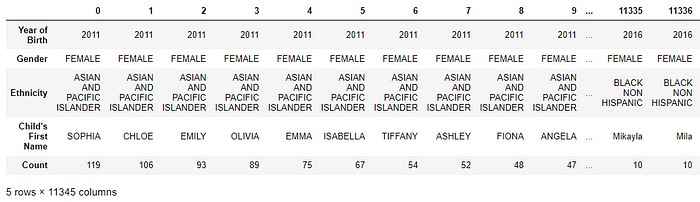 0 1 2 3 4 5 6 7 8 9 ... 11335 11336
Year of Birth 2011 2011 2011 2011 2011 2011 2011 2011 2011 2011 ... 2016 2016
Gender FEMALE FEMALE FEMALE FEMALE FEMALE FEMALE FEMALE FEMALE FEMALE FEMALE ... FEMALE FEMALE
Ethnicity ASIAN AND PACIFIC ISLANDER ASIAN AND PACIFIC ISLANDER ASIAN AND PACIFIC ISLANDER ASIAN AND PACIFIC ISLANDER ASIAN AND PACIFIC ISLANDER ASIAN AND PACIFIC ISLANDER ASIAN AND PACIFIC ISLANDER ASIAN AND PACIFIC ISLANDER ASIAN AND PACIFIC ISLANDER ASIAN AND PACIFIC ISLANDER ... BLACK NON HISPANIC BLACK NON HISPANIC
Child's First Name SOPHIA CHLOE EMILY OLIVIA EMMA ISABELLA TIFFANY ASHLEY FIONA ANGELA ... Mikayla Mila
Count 119 106 93 89 75 67 54 52 48 47 ... 10 10
5 rows × 11345 columns